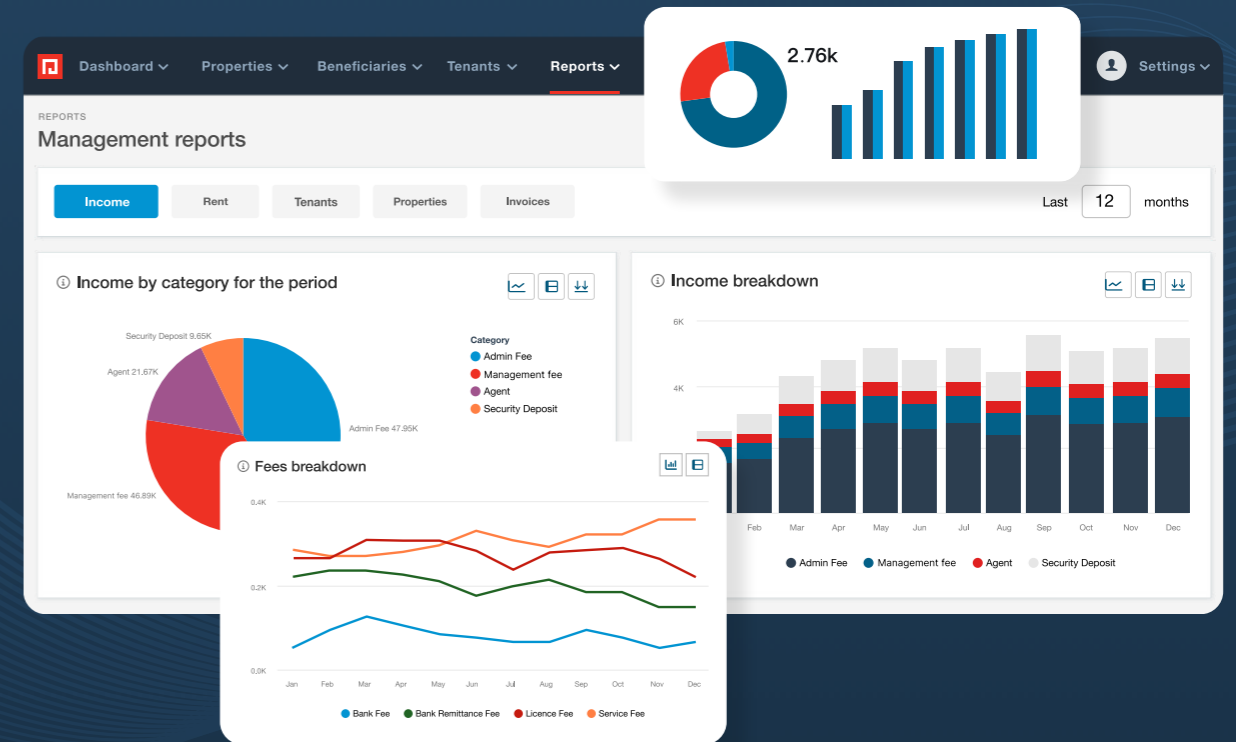 Dashboard
Properties
Beneficiaries
Tenants
Reports
Settings
2.76k
REPORTS
Management reports
Income
Rent
Tenants
Properties
Invoices
Last 12 months
Income by category for the period
Security Deposit 9.65K
Agent 21.67K
Admin Fee 47.95K
Management fee 46.89K
Category
Admin Fee
Management fee
Agent
Security Deposit
Income breakdown
6K
4K
Feb Mar Apr May Jun Jul Aug Sep Oct Nov Dec
Admin Fee Management fee Agent Security Deposit
Fees breakdown
0.4K
0.2K
0.0K
Jan Feb Mar Apr May Jun Jul Aug Sep Oct Nov Dec
Bank Fee Bank Remittance Fee Licence Fee Service Fee